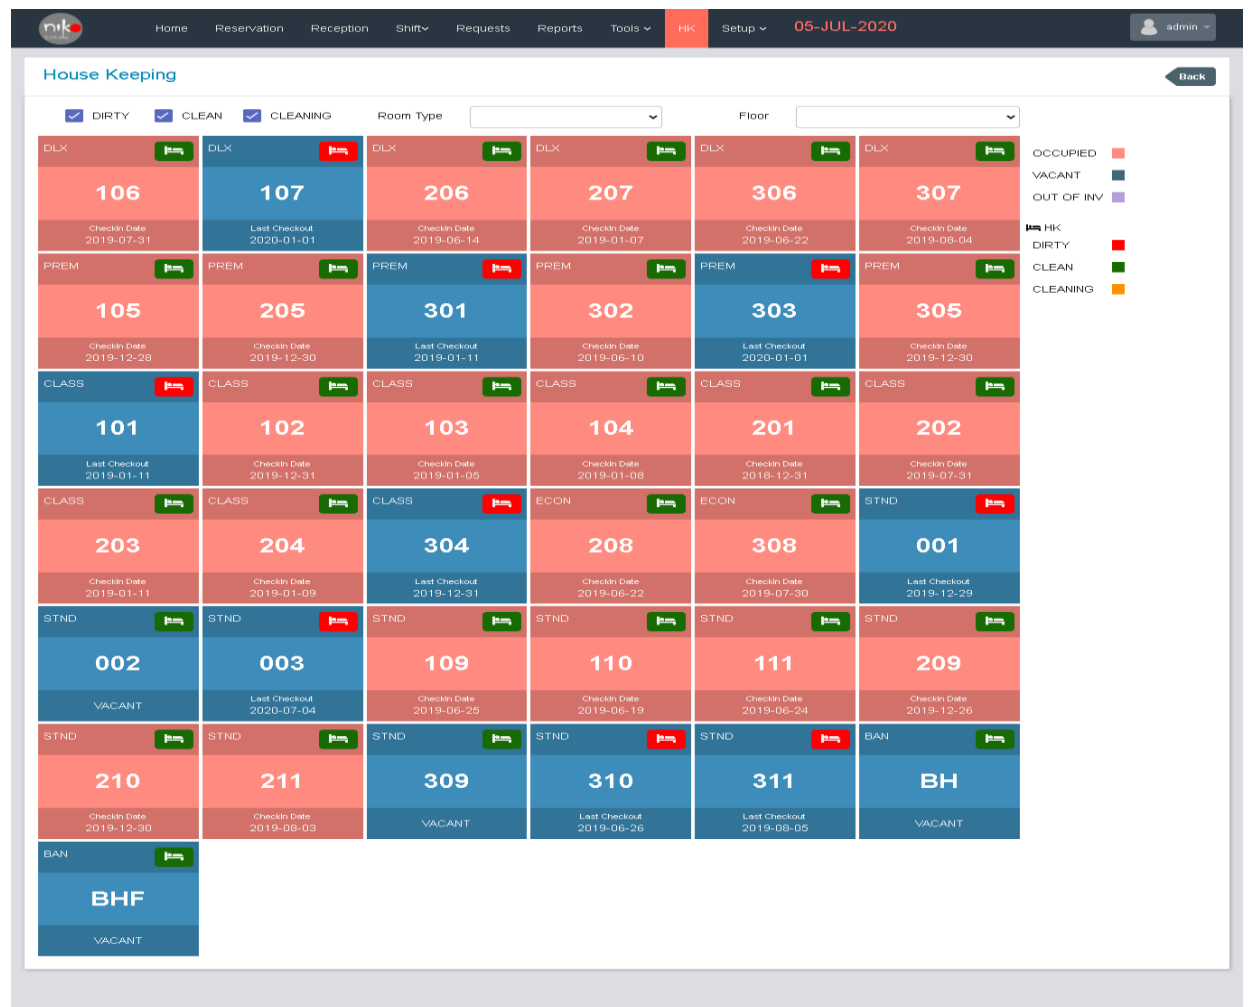 niko Home Reservation Reception Shift Requests Reports Tools HK Setup 05-JUL-2020 admin
House Keeping Back
DIRTY CLEAN CLEANING Room Type Floor
DLX DLX DLX DLX DLX DLX
106 107 206 207 306 307
CheckIn Date Last Checkout CheckIn Date CheckIn Date CheckIn Date CheckIn Date
2019-07-31 2020-01-01 2019-06-14 2019-01-07 2019-06-22 2019-08-04
OCCUPIED
VACANT
OUT OF INV
HK
DIRTY
CLEAN
CLEANING
PREM PREM PREM PREM PREM PREM
105 205 301 302 303 305
CheckIn Date CheckIn Date Last Checkout CheckIn Date Last Checkout CheckIn Date
2019-12-28 2019-12-30 2019-01-11 2019-06-10 2020-01-01 2019-12-30
CLASS CLASS CLASS CLASS CLASS CLASS
101 102 103 104 201 202
Last Checkout CheckIn Date CheckIn Date CheckIn Date CheckIn Date CheckIn Date
2019-01-11 2019-12-31 2019-01-05 2019-01-08 2018-12-31 2019-07-31
CLASS CLASS CLASS ECON ECON STND
203 204 304 208 308 001
CheckIn Date CheckIn Date Last Checkout CheckIn Date CheckIn Date Last Checkout
2019-01-11 2019-01-09 2019-12-31 2019-06-22 2019-07-30 2019-12-29
STND STND STND STND STND STND
002 003 109 110 111 209
VACANT Last Checkout CheckIn Date CheckIn Date CheckIn Date CheckIn Date
2020-07-04 2019-06-25 2019-06-19 2019-06-24 2019-12-26
STND STND STND STND STND BAN
210 211 309 310 311 BH
CheckIn Date CheckIn Date VACANT Last Checkout Last Checkout VACANT
2019-12-30 2019-08-03 2019-06-26 2019-08-05
BAN
BHF
VACANT